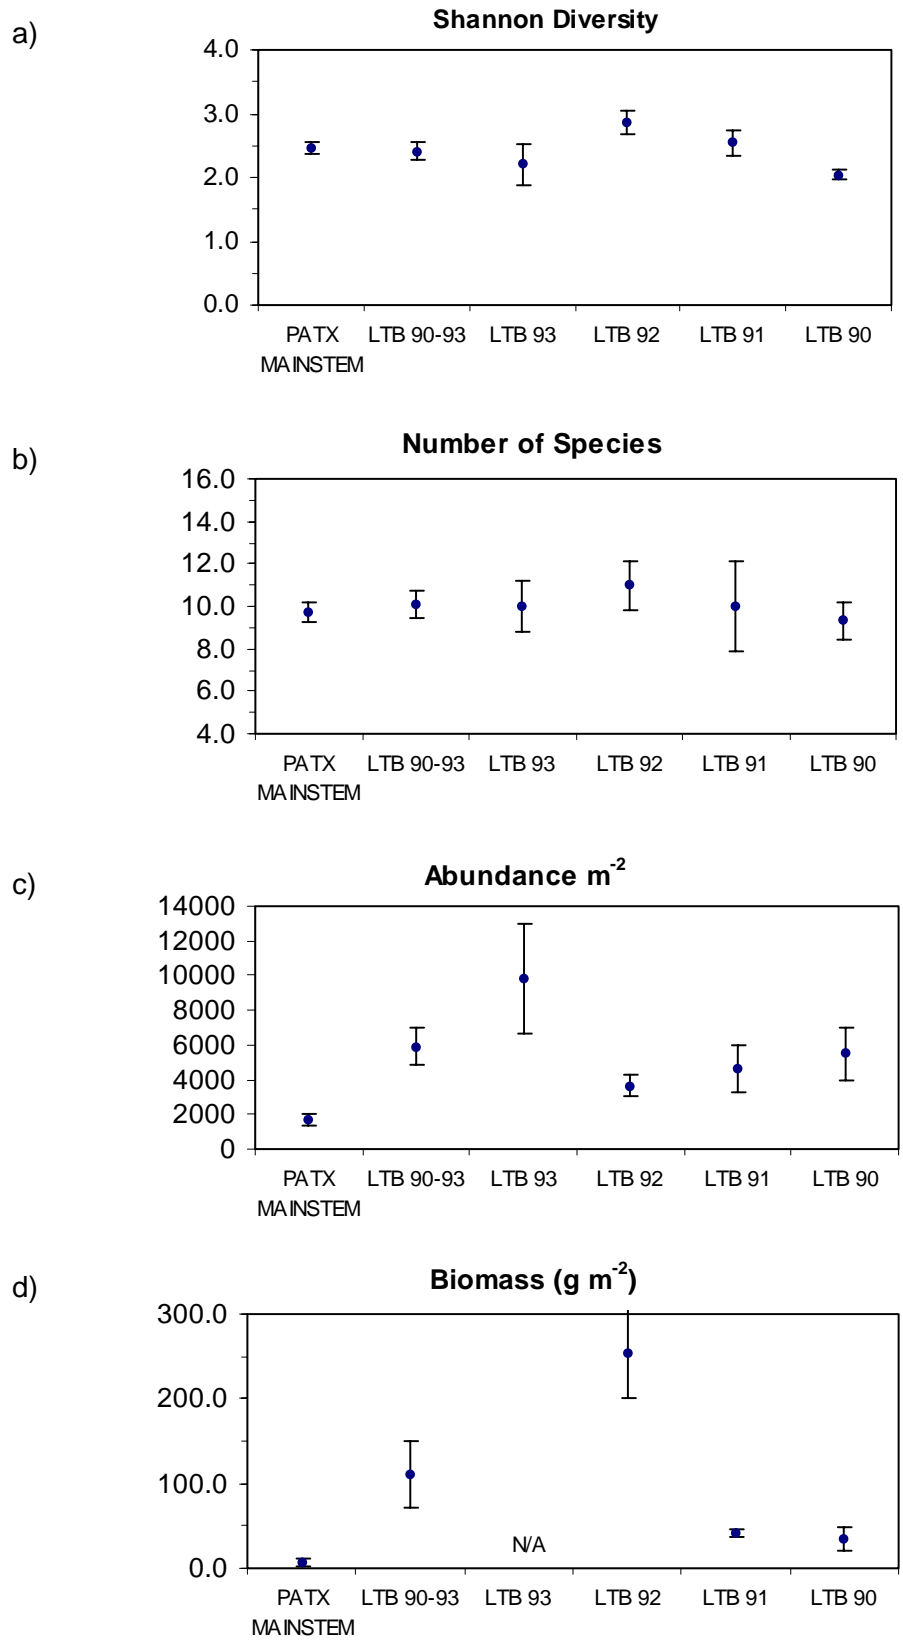 a)
Shannon Diversity
4.0
3.0
2.0
1.0
0.0
PATX LTB 90-93 LTB 93 LTB 92 LTB 91 LTB 90
MAINSTEM
b)
Number of Species
16.0
14.0
12.0
10.0
8.0
6.0
4.0
PATX LTB 90-93 LTB 93 LTB 92 LTB 91 LTB 90
MAINSTEM
c)
Abundance m⁻²
14000
12000
10000
8000
6000
4000
2000
0
PATX LTB 90-93 LTB 93 LTB 92 LTB 91 LTB 90
MAINSTEM
d)
Biomass (g m⁻²)
300.0
200.0
100.0
N/A
0.0
PATX LTB 90-93 LTB 93 LTB 92 LTB 91 LTB 90
MAINSTEM